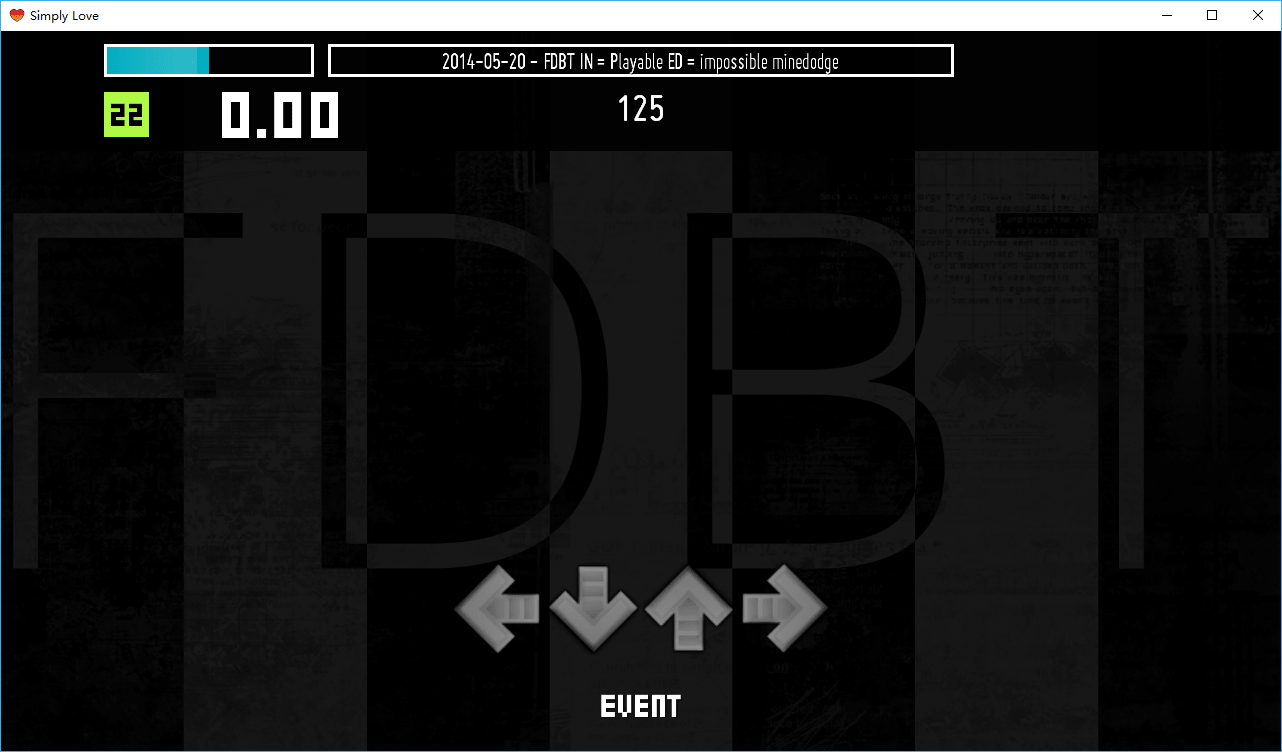 Simply Love
2014-05-20 - FDBT IN = Playable ED = impossible minedodge
22
0.00
125
FDBT
EVENT